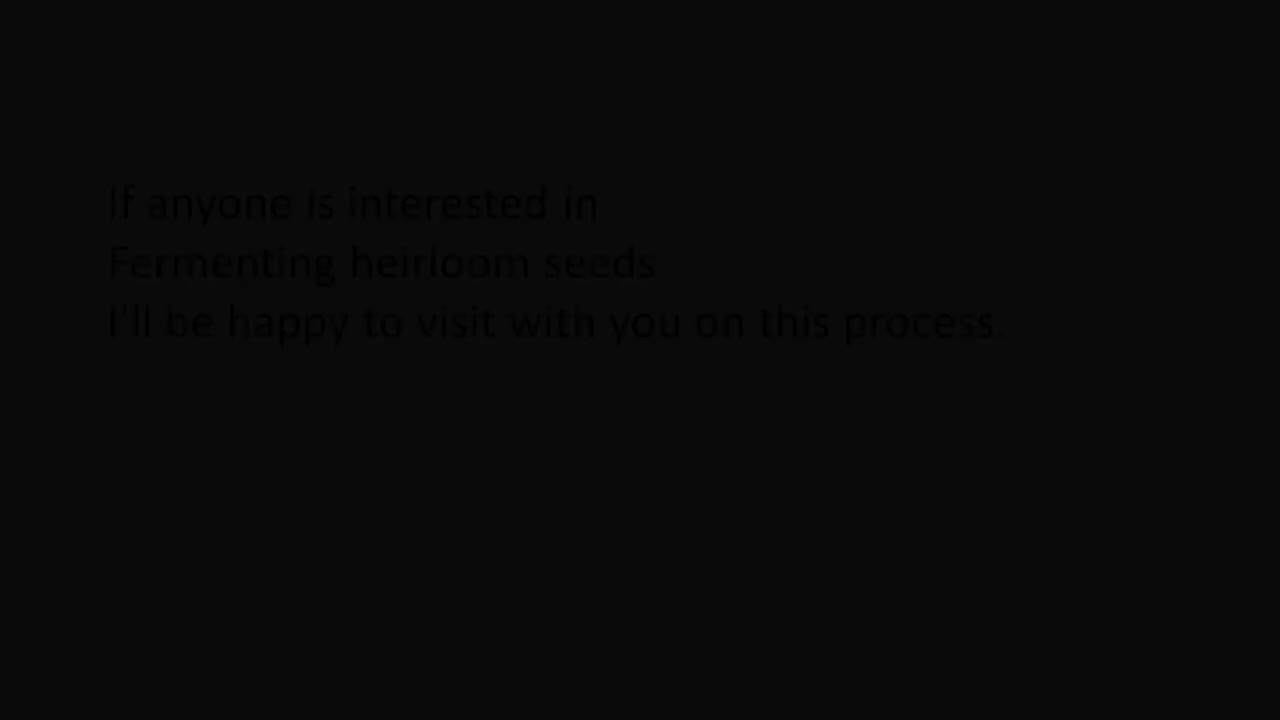 If anyone is interested in
Fermenting heirloom seeds
I'll be happy to visit with you on this process.